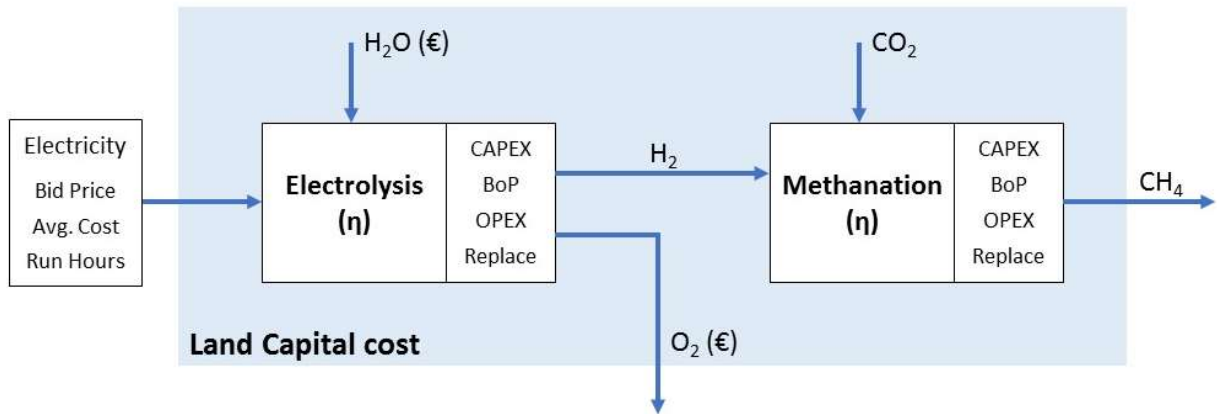 H₂O (€)
CO₂
Electricity
Bid Price
Avg. Cost
Run Hours
Electrolysis
(η)
CAPEX
BoP
OPEX
Replace
H₂
Methanation
(η)
CAPEX
BoP
OPEX
Replace
CH₄
Land Capital cost
O₂ (€)